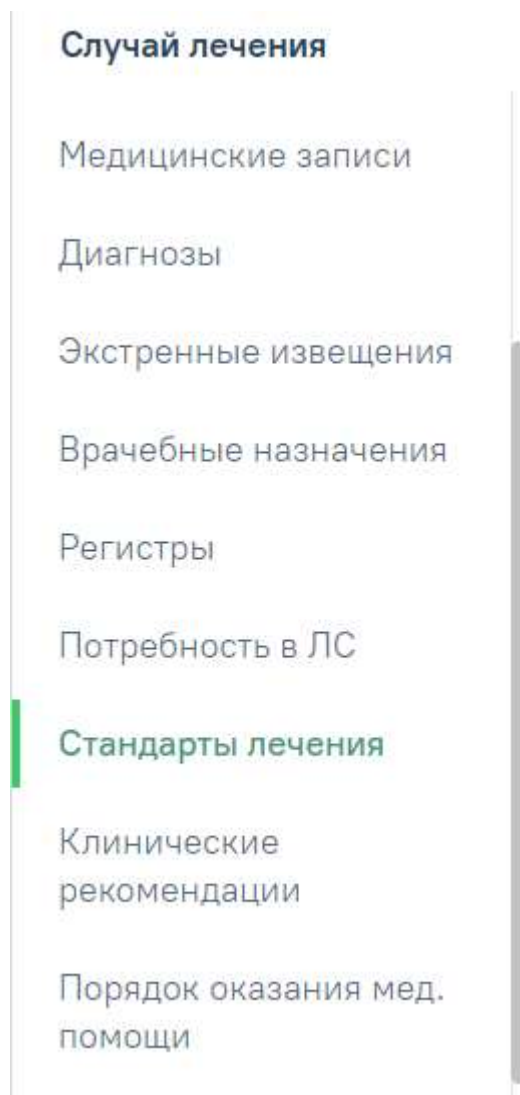 Случай лечения
Медицинские записи
Диагнозы
Экстренные извещения
Врачебные назначения
Регистры
Потребность в ЛС
Стандарты лечения
Клинические
рекомендации
Порядок оказания мед.
помощи